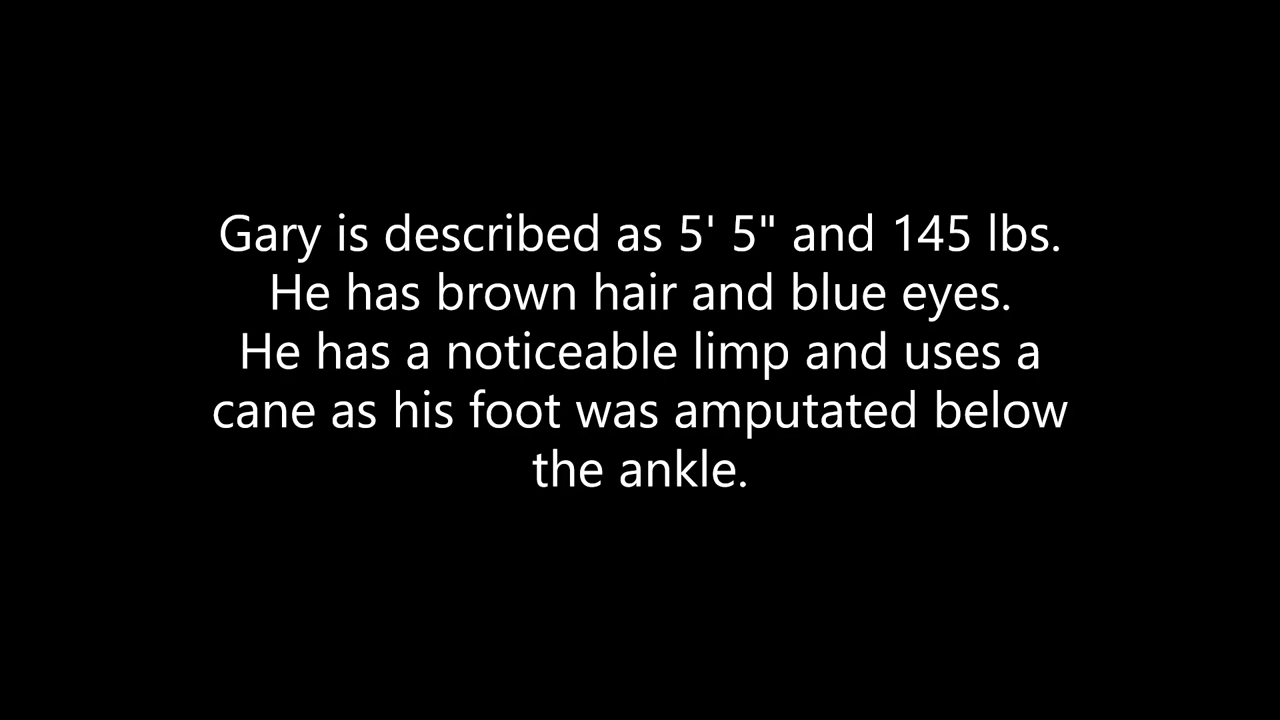 Gary is described as 5' 5" and 145 lbs.
He has brown hair and blue eyes.
He has a noticeable limp and uses a
cane as his foot was amputated below
the ankle.